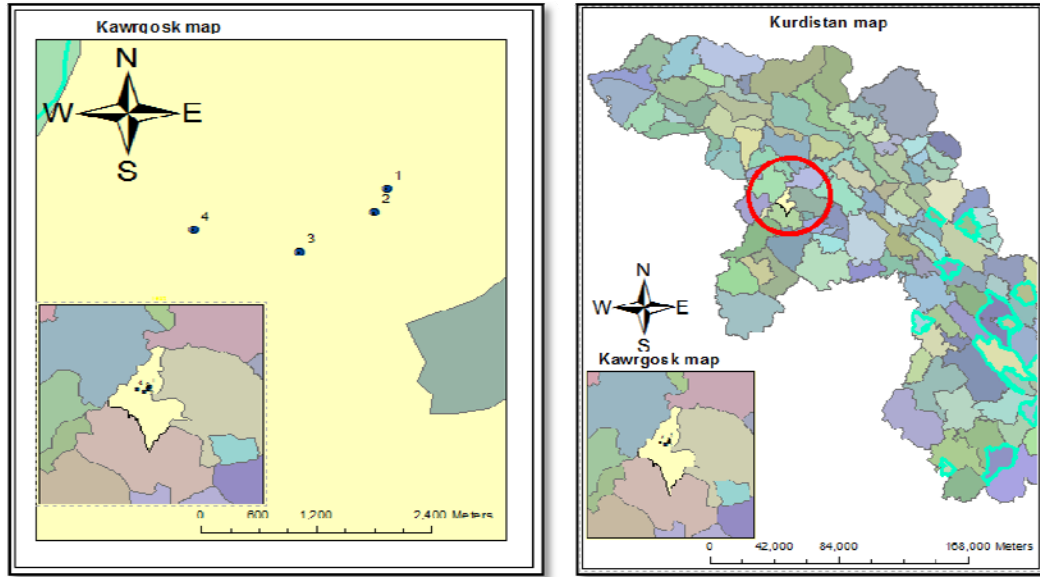 Kawrgosk map
N
W E
S
1
2
4
3
0 600 1,200 2,400 Meters
Kurdistan map
N
W E
S
Kawrgosk map
0 42,000 84,000 168,000 Meters